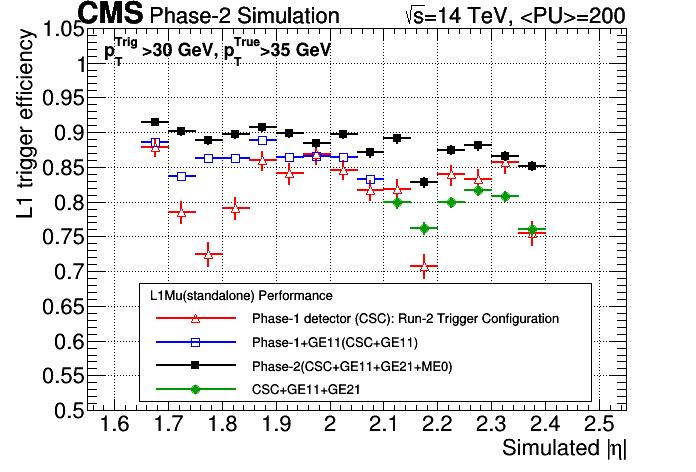 CMS Phase-2 Simulation √s=14 TeV, <PU>=200
p_T^Trig >30 GeV, p_T^True >35 GeV
L1 trigger efficiency
1.05
1
0.95
0.9
0.85
0.8
0.75
0.7
0.65
0.6
0.55
0.5
L1Mu(standalone) Performance
Phase-1 detector (CSC): Run-2 Trigger Configuration
Phase-1+GE11(CSC+GE11)
Phase-2(CSC+GE11+GE21+ME0)
CSC+GE11+GE21
1.6 1.7 1.8 1.9 2 2.1 2.2 2.3 2.4 2.5
Simulated |η|